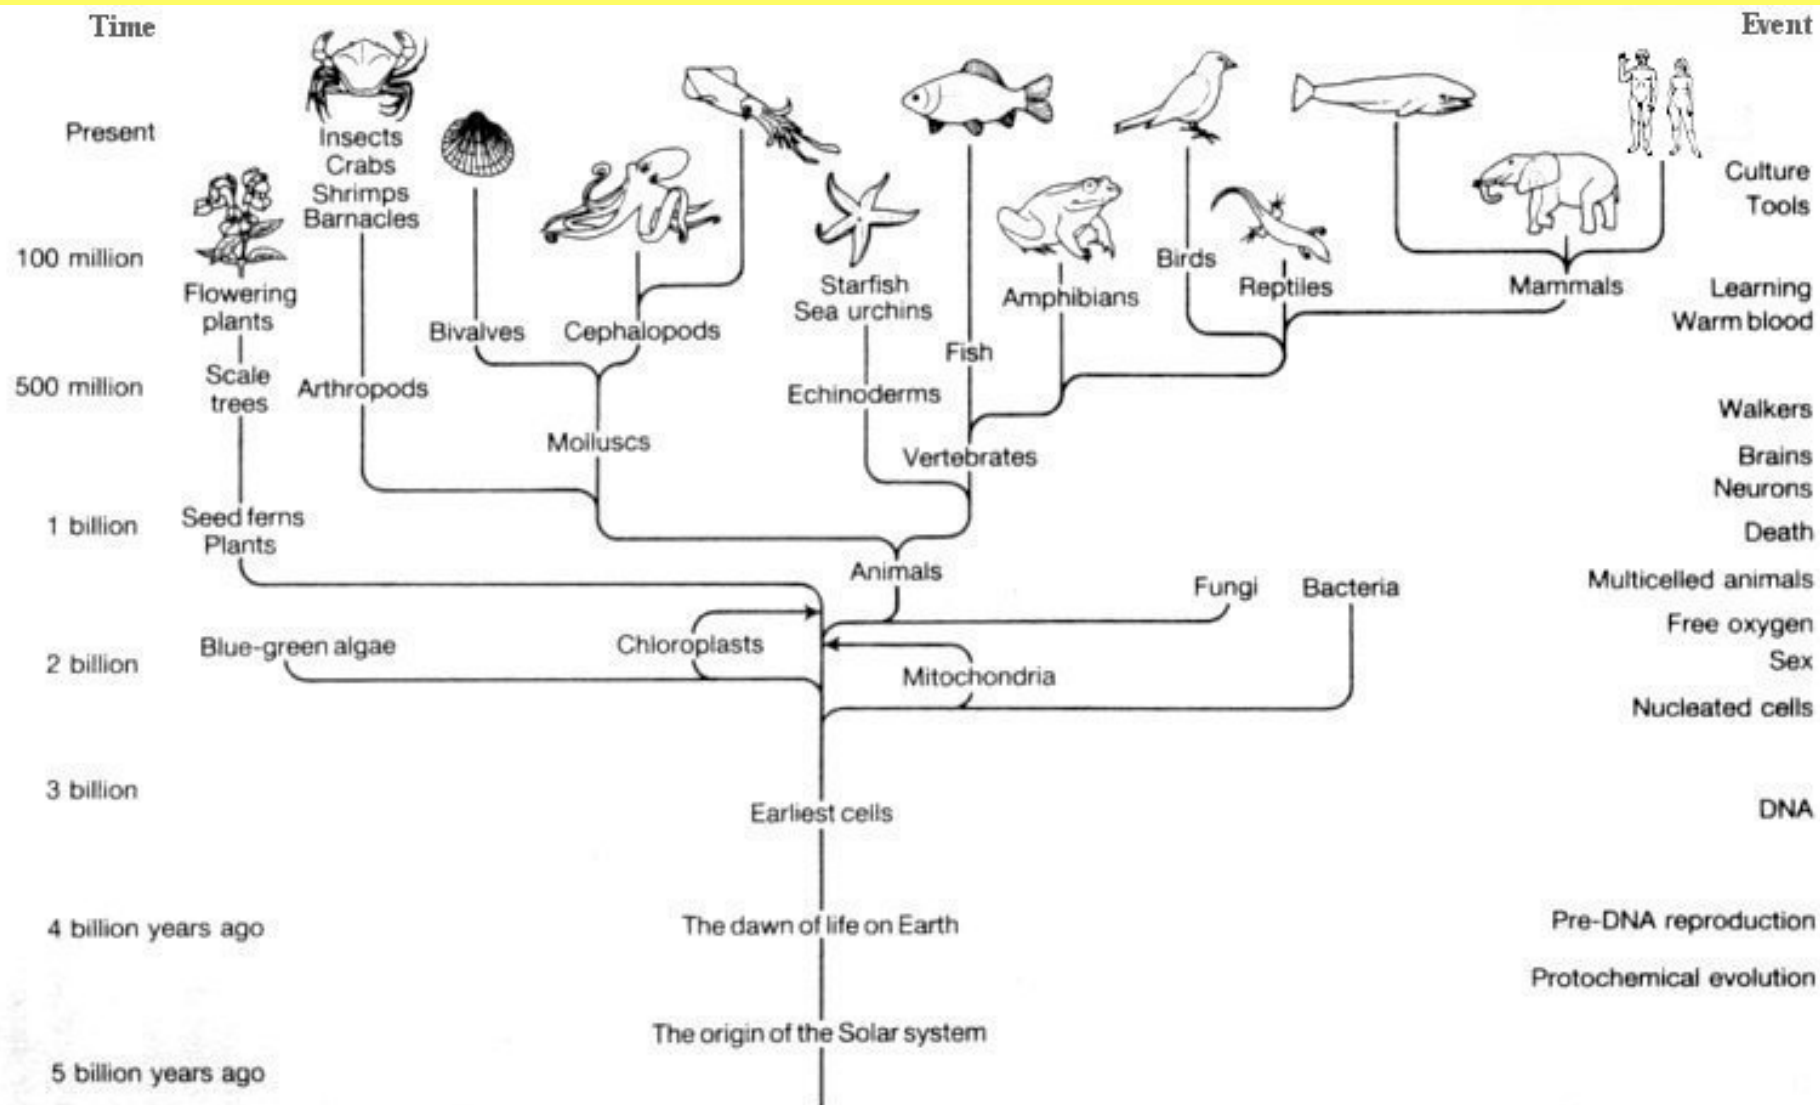 Time
Event
Present
Insects
Crabs
Shrimps
Barnacles
Culture
Tools
100 million
Flowering
plants
Bivalves
Cephalopods
Starfish
Sea urchins
Amphibians
Birds
Reptiles
Mammals
Learning
Warm blood
Fish
500 million
Scale
trees
Arthropods
Echinoderms
Walkers
Molluscs
Vertebrates
Brains
Neurons
1 billion
Seed ferns
Plants
Death
Animals
Fungi
Bacteria
Multicelled animals
Free oxygen
Blue-green algae
Chloroplasts
2 billion
Mitochondria
Sex
Nucleated cells
3 billion
Earliest cells
DNA
4 billion years ago
The dawn of life on Earth
Pre-DNA reproduction
Protochemical evolution
The origin of the Solar system
5 billion years ago